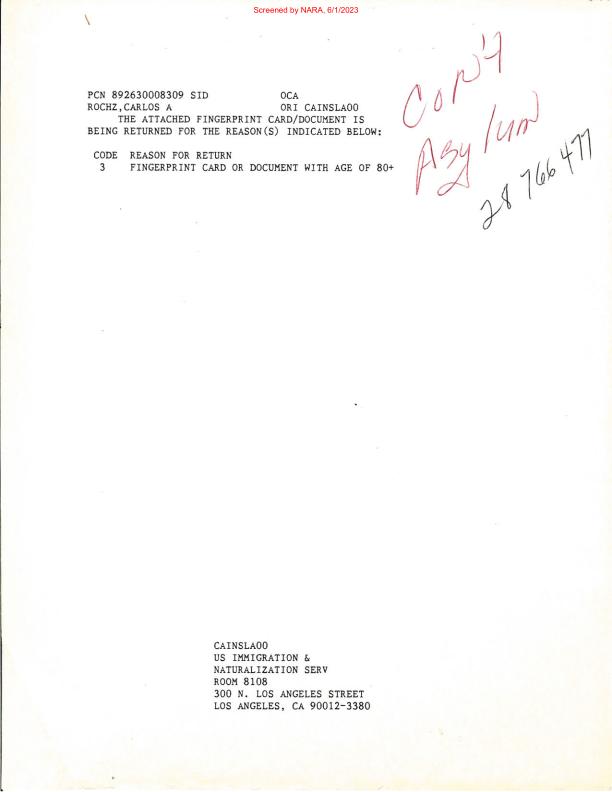 Screened by NARA, 6/1/2023
PCN 892630008309 SID OCA
ROCHZ,CARLOS A ORI CAINSLA00
THE ATTACHED FINGERPRINT CARD/DOCUMENT IS
BEING RETURNED FOR THE REASON(S) INDICATED BELOW:
CODE REASON FOR RETURN
3 FINGERPRINT CARD OR DOCUMENT WITH AGE OF 80+
Con't
Asylum
28 766 477
CAINSLA00
US IMMIGRATION &
NATURALIZATION SERV
ROOM 8108
300 N. LOS ANGELES STREET
LOS ANGELES, CA 90012-3380